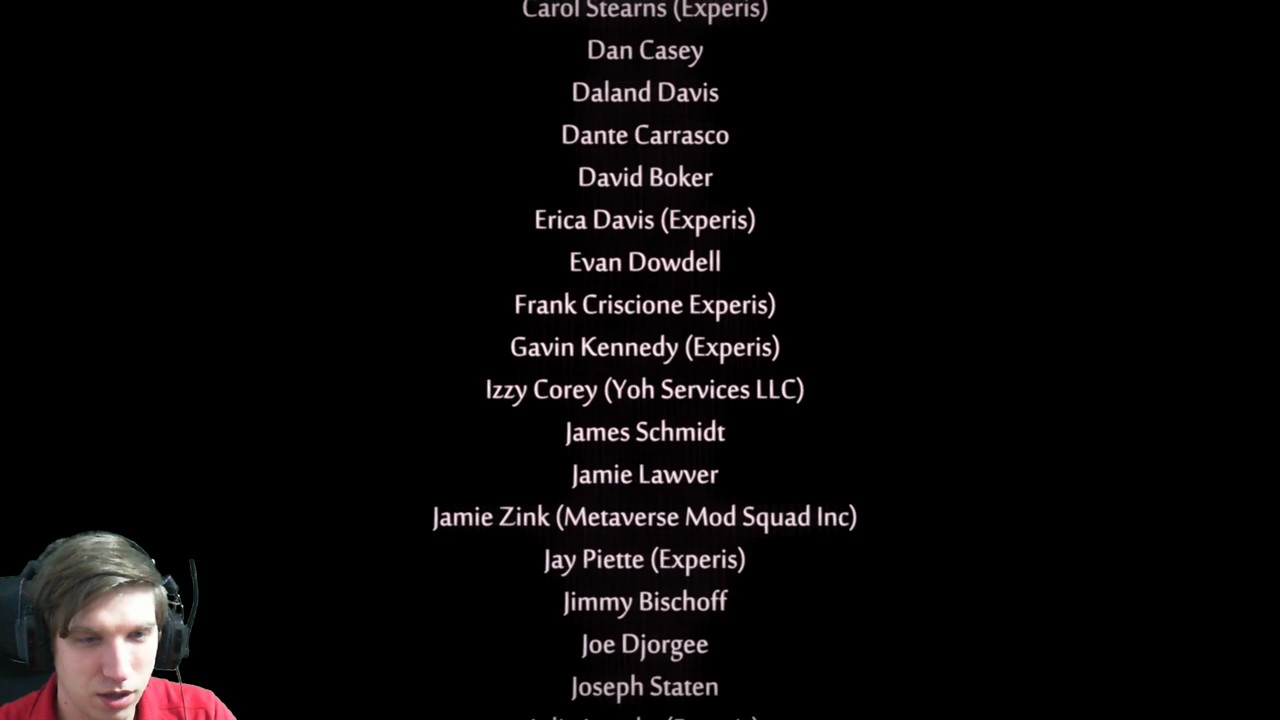 Carol Stearns (Experis)
Dan Casey
Daland Davis
Dante Carrasco
David Boker
Erica Davis (Experis)
Evan Dowdell
Frank Criscione Experis)
Gavin Kennedy (Experis)
Izzy Corey (Yoh Services LLC)
James Schmidt
Jamie Lawver
Jamie Zink (Metaverse Mod Squad Inc)
Jay Piette (Experis)
Jimmy Bischoff
Joe Djorgee
Joseph Staten